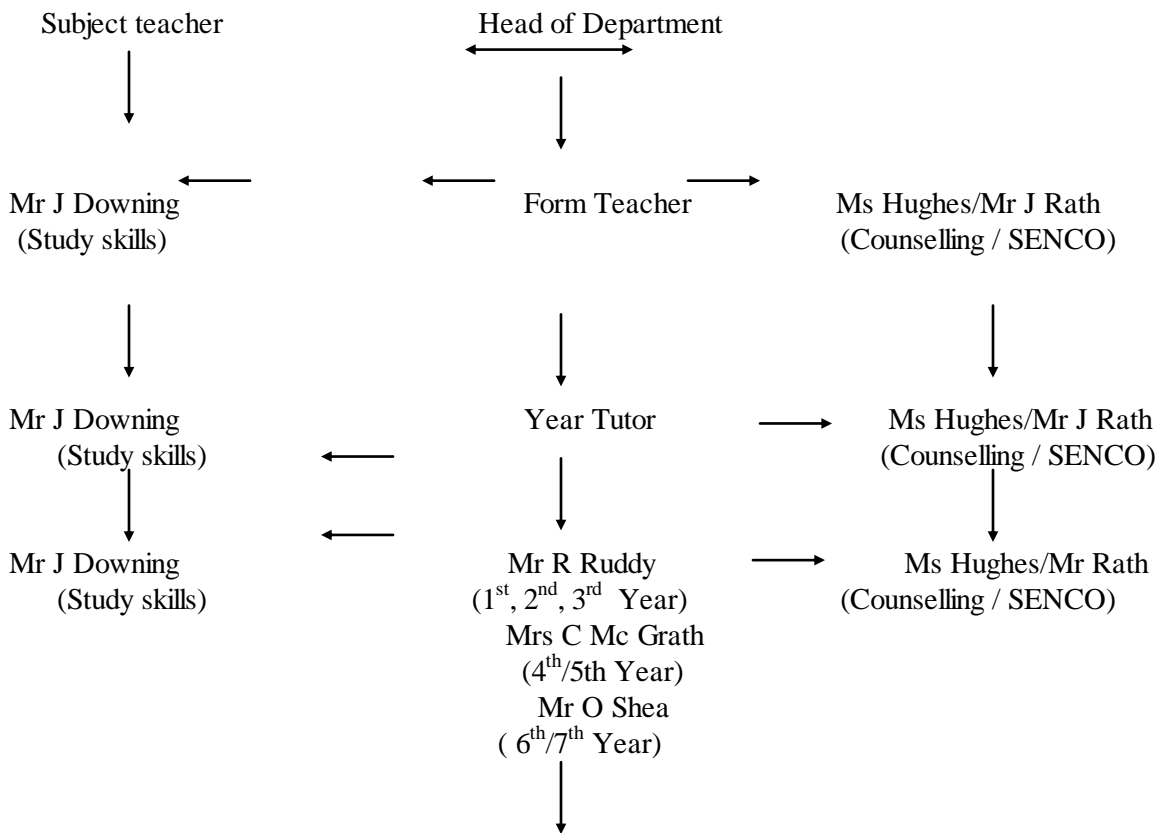 Subject teacher Head of Department
Mr J Downing Form Teacher Ms Hughes/Mr J Rath
(Study skills) (Counselling / SENCO)
Mr J Downing Year Tutor Ms Hughes/Mr J Rath
(Study skills) (Counselling / SENCO)
Mr J Downing Mr R Ruddy Ms Hughes/Mr Rath
(Study skills) (1st, 2nd, 3rd Year) (Counselling / SENCO)
Mrs C Mc Grath
(4th/5th Year)
Mr O Shea
( 6th/7th Year)